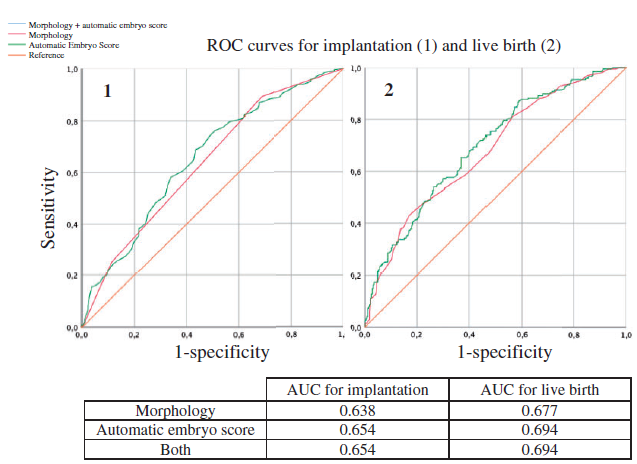 Morphology + automatic embryo score
Morphology
Automatic Embryo Score
Reference
ROC curves for implantation (1) and live birth (2)
1,0
0,8
0,6
0,4
0,2
0,0
1
Sensitivity
0,0 0,2 0,4 0,6 0,8 1,
1-specificity
1,0
0,8
0,6
0,4
0,2
0,0
2
0,0 0,2 0,4 0,6 0,8 1,0
1-specificity
AUC for implantation AUC for live birth
Morphology 0.638 0.677
Automatic embryo score 0.654 0.694
Both 0.654 0.694